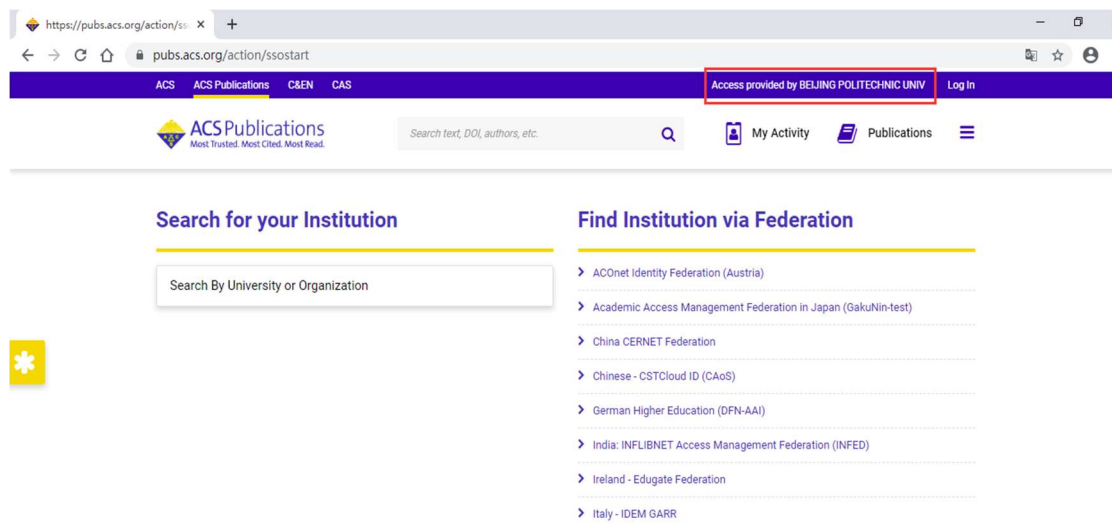 https://pubs.acs.org/action/ss
pubs.acs.org/action/ssostart
ACS ACS Publications C&EN CAS Access provided by BEIJING POLITECHNIC UNIV Log In
ACS Publications
Most Trusted. Most Cited. Most Read.
Search text, DOI, authors, etc.
My Activity Publications
Search for your Institution
Search By University or Organization
Find Institution via Federation
ACOnet Identity Federation (Austria)
Academic Access Management Federation in Japan (GakuNin-test)
China CERNET Federation
Chinese - CSTCloud ID (CAoS)
German Higher Education (DFN-AAI)
India: INFLIBNET Access Management Federation (INFED)
Ireland - Edugate Federation
Italy - IDEM GARR